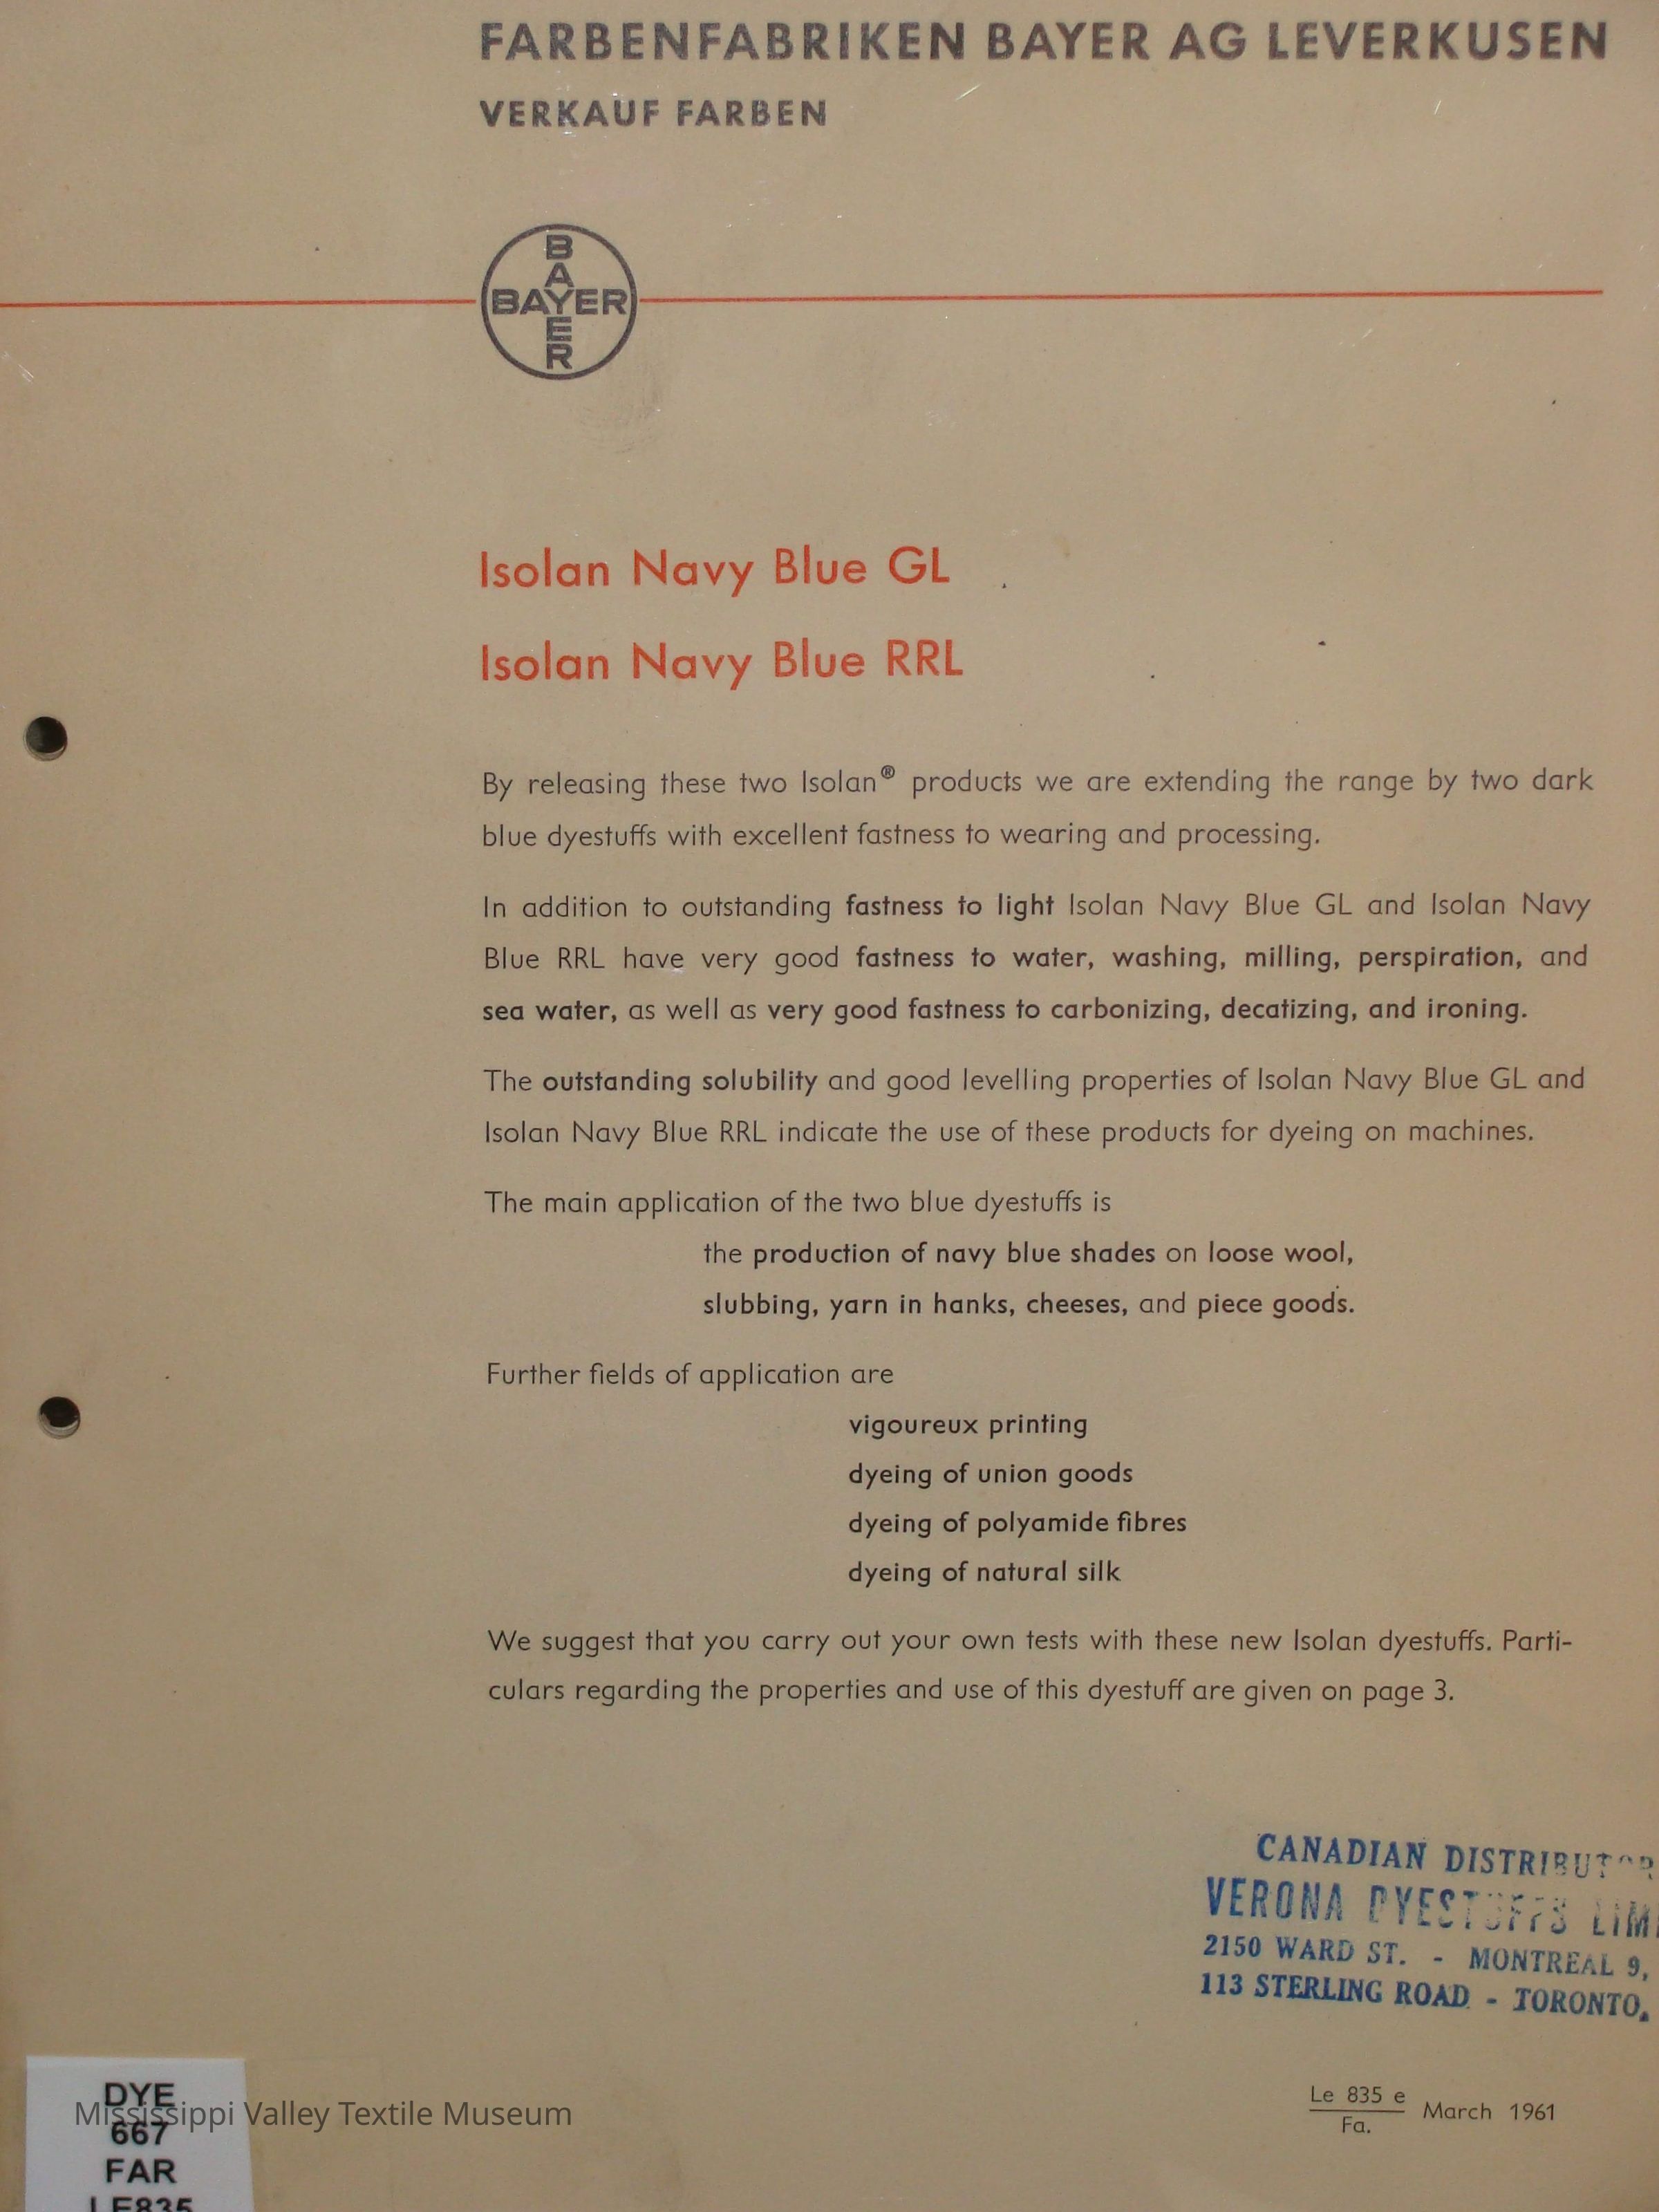 FARBENFABRIKEN BAYER AG LEVERKUSEN
VERKAUF FARBEN
B
A
BAYER
E
R
Isolan Navy Blue GL
Isolan Navy Blue RRL
By releasing these two Isolan® products we are extending the range by two dark
blue dyestuffs with excellent fastness to wearing and processing.
In addition to outstanding fastness to light Isolan Navy Blue GL and Isolan Navy
Blue RRL have very good fastness to water, washing, milling, perspiration, and
sea water, as well as very good fastness to carbonizing, decatizing, and ironing.
The outstanding solubility and good levelling properties of Isolan Navy Blue GL and
Isolan Navy Blue RRL indicate the use of these products for dyeing on machines.
The main application of the two blue dyestuffs is
the production of navy blue shades on loose wool,
slubbing, yarn in hanks, cheeses, and piece goods.
Further fields of application are
vigoureux printing
dyeing of union goods
dyeing of polyamide fibres
dyeing of natural silk
We suggest that you carry out your own tests with these new Isolan dyestuffs. Parti-
culars regarding the properties and use of this dyestuff are given on page 3.
CANADIAN DISTRIBUTOR
VERONA DYESTUFFS LIM
2150 WARD ST. - MONTREAL 9,
113 STERLING ROAD - TORONTO,
Le 835 e
Fa.
March 1961
DYE
667
FAR
LE835
Mississippi Valley Textile Museum